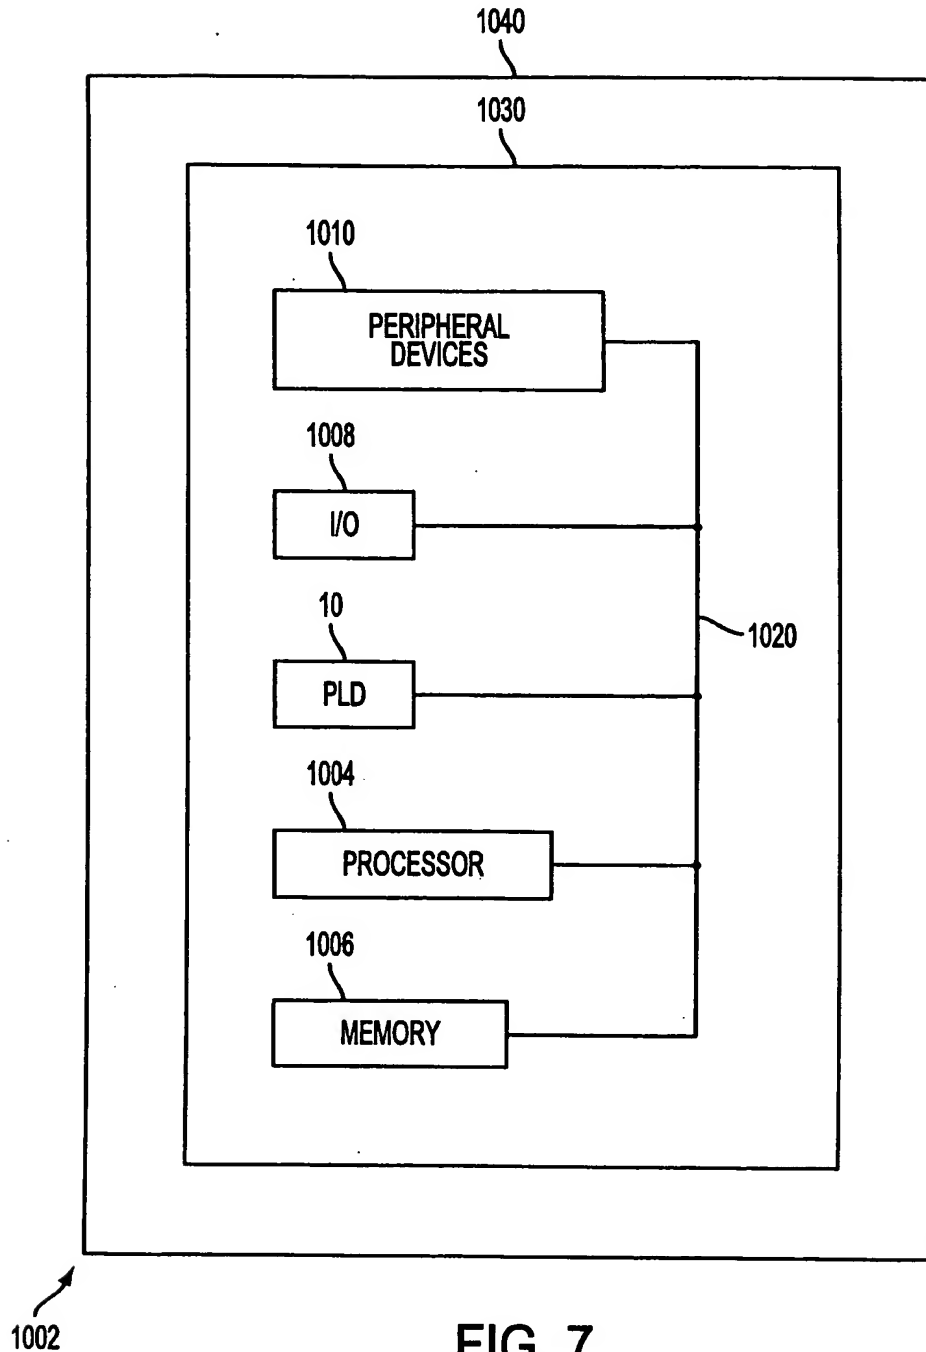 1040
1030
1010
PERIPHERAL
DEVICES
1008
I/O
10
PLD
1020
1004
PROCESSOR
1006
MEMORY
1002
FIG. 7